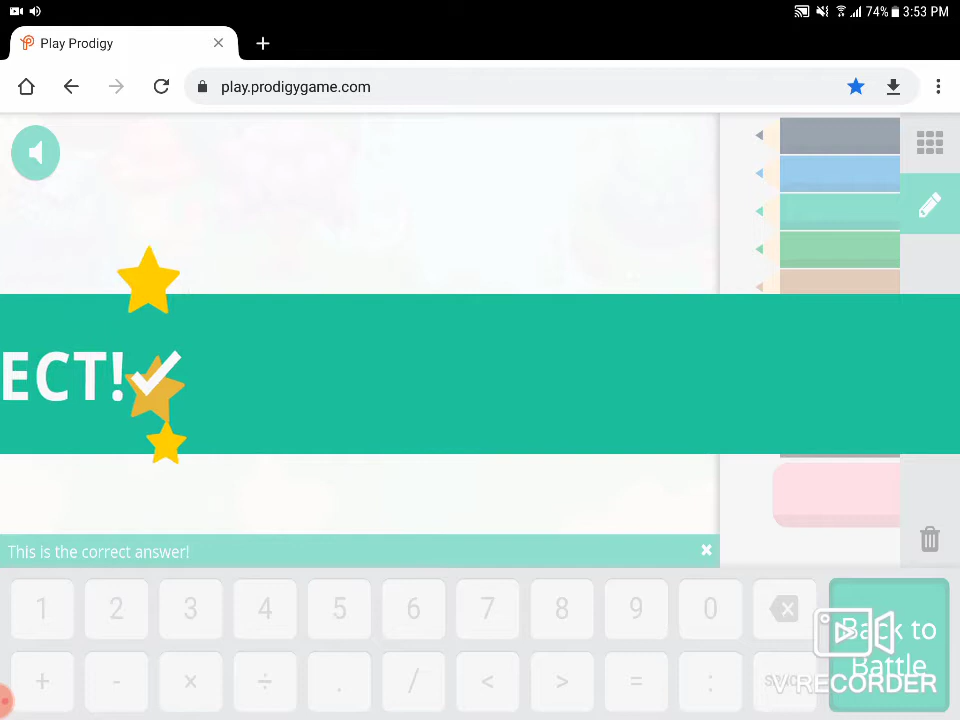 74% 3:53 PM
Play Prodigy
play.prodigygame.com
ECT!
This is the correct answer!
1 2 3 4 5 6 7 8 9 0
Back to
Battle
+ - × ÷ . / < > = :
V RECORDER